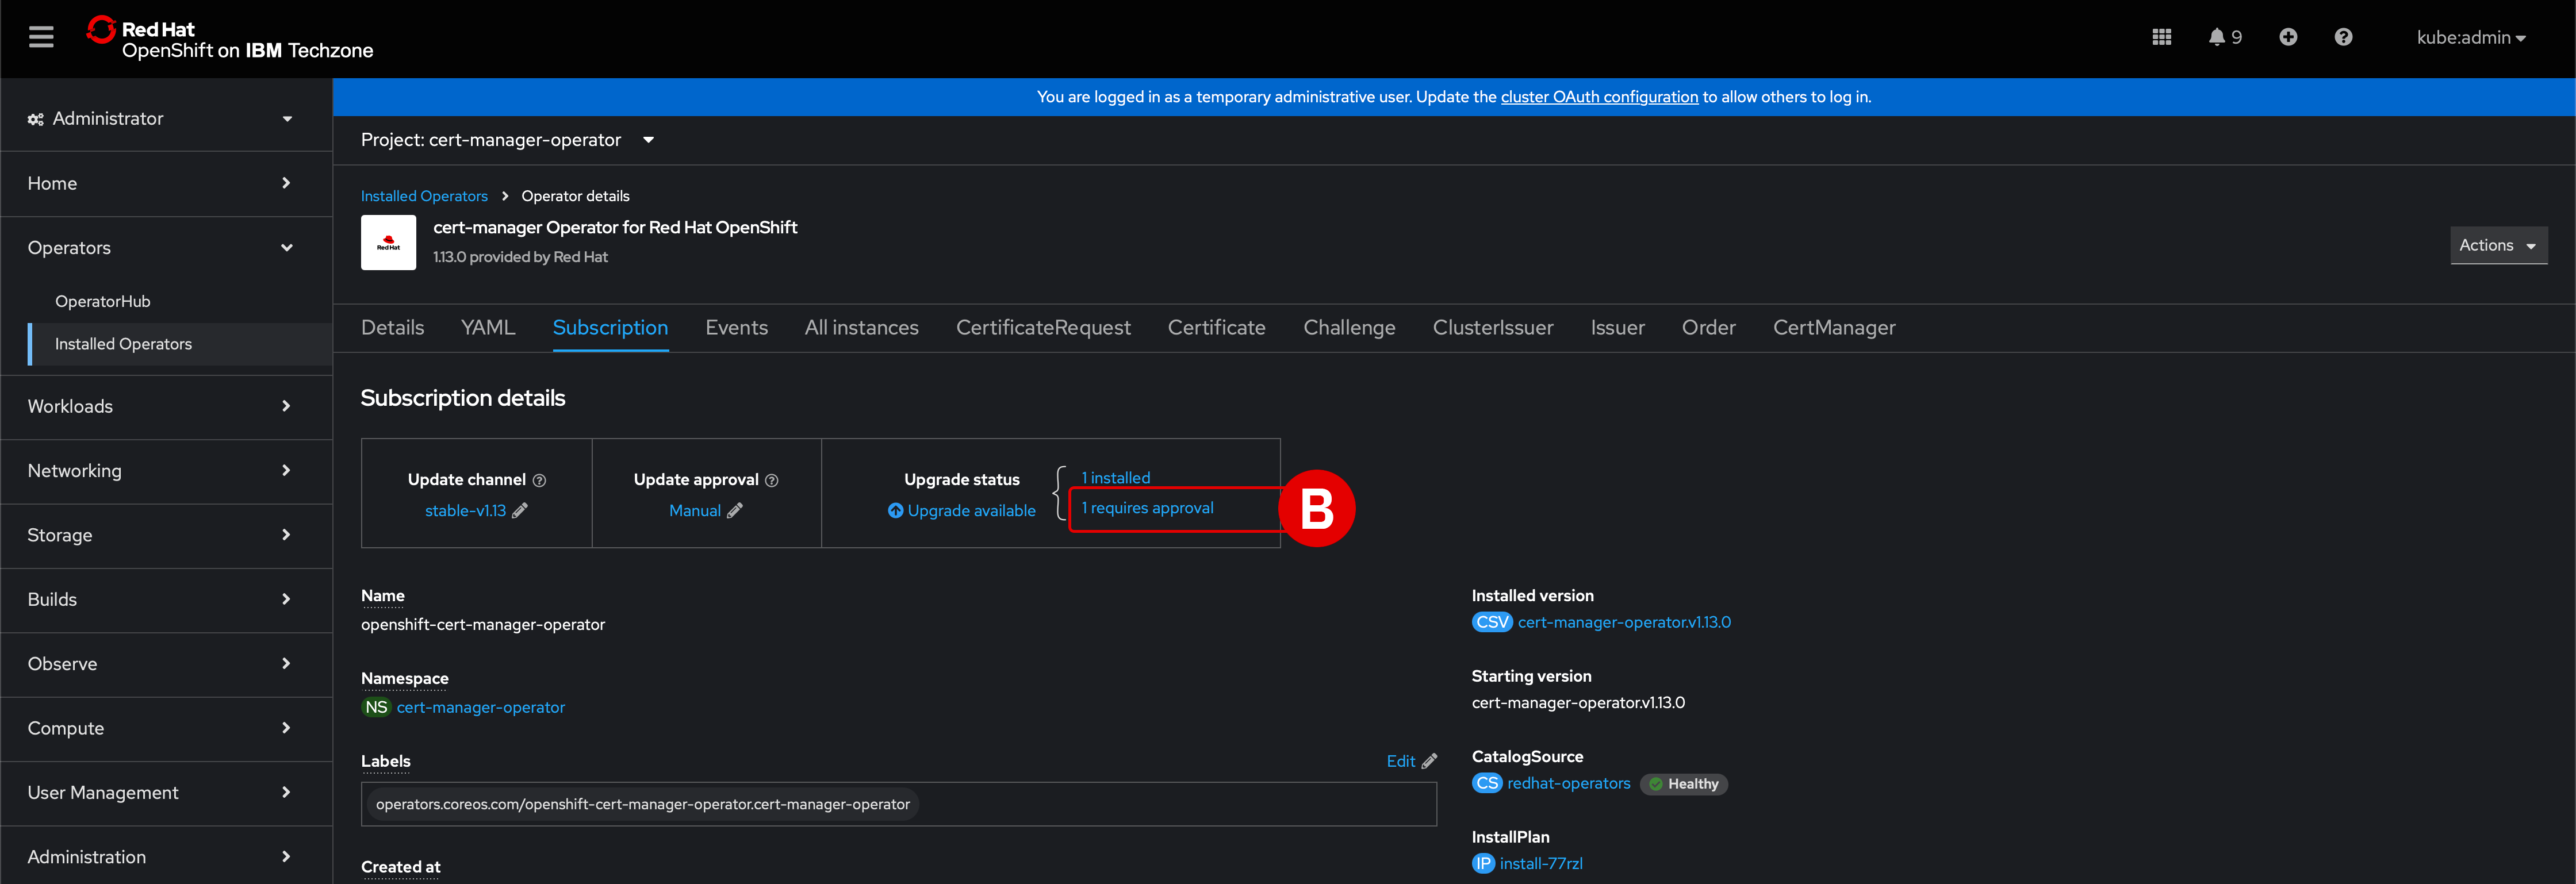 Red Hat
OpenShift on IBM Techzone
9
kube:admin
You are logged in as a temporary administrative user. Update the cluster OAuth configuration to allow others to log in.
Administrator
Home
Operators
OperatorHub
Installed Operators
Workloads
Networking
Storage
Builds
Observe
Compute
User Management
Administration
Project: cert-manager-operator
Installed Operators > Operator details
Red Hat
cert-manager Operator for Red Hat OpenShift
1.13.0 provided by Red Hat
Actions
Details YAML Subscription Events All instances CertificateRequest Certificate Challenge ClusterIssuer Issuer Order CertManager
Subscription details
Update channel
stable-v1.13
Update approval
Manual
Upgrade status
Upgrade available
1 installed
1 requires approval
B
Name
openshift-cert-manager-operator
Namespace
NS cert-manager-operator
Labels
Edit
operators.coreos.com/openshift-cert-manager-operator.cert-manager-operator
Created at
Installed version
CSV cert-manager-operator.v1.13.0
Starting version
cert-manager-operator.v1.13.0
CatalogSource
CS redhat-operators Healthy
InstallPlan
IP install-77rzl